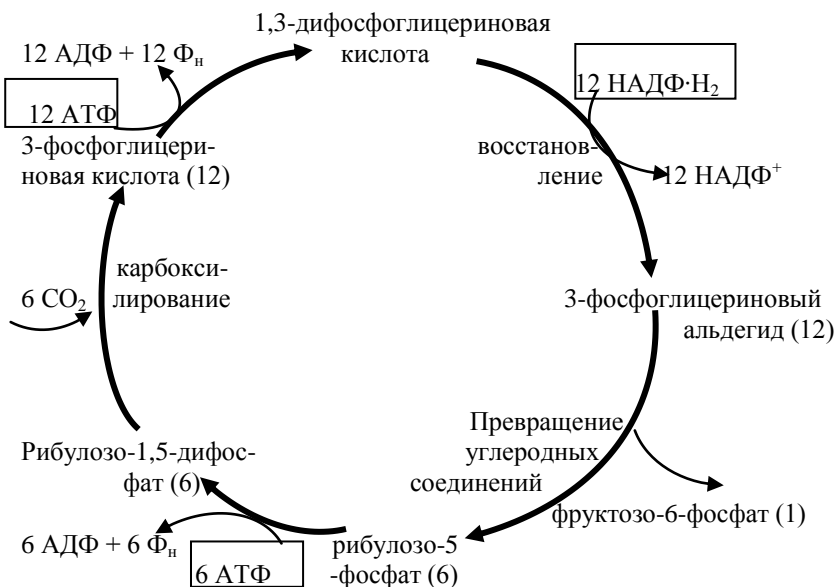 1,3-дифосфоглицериновая
кислота
12 АДФ + 12 Фн
12 АТФ
12 НАДФ·Н2
3-фосфоглицери-
новая кислота (12)
восстанов-
ление
12 НАДФ+
карбокси-
лирование
6 СО2
3-фосфоглицериновый
альдегид (12)
Превращение
углеродных
соединений
Рибулозо-1,5-дифос-
фат (6)
фруктозо-6-фосфат (1)
6 АДФ + 6 Фн
6 АТФ
рибулозо-5
-фосфат (6)